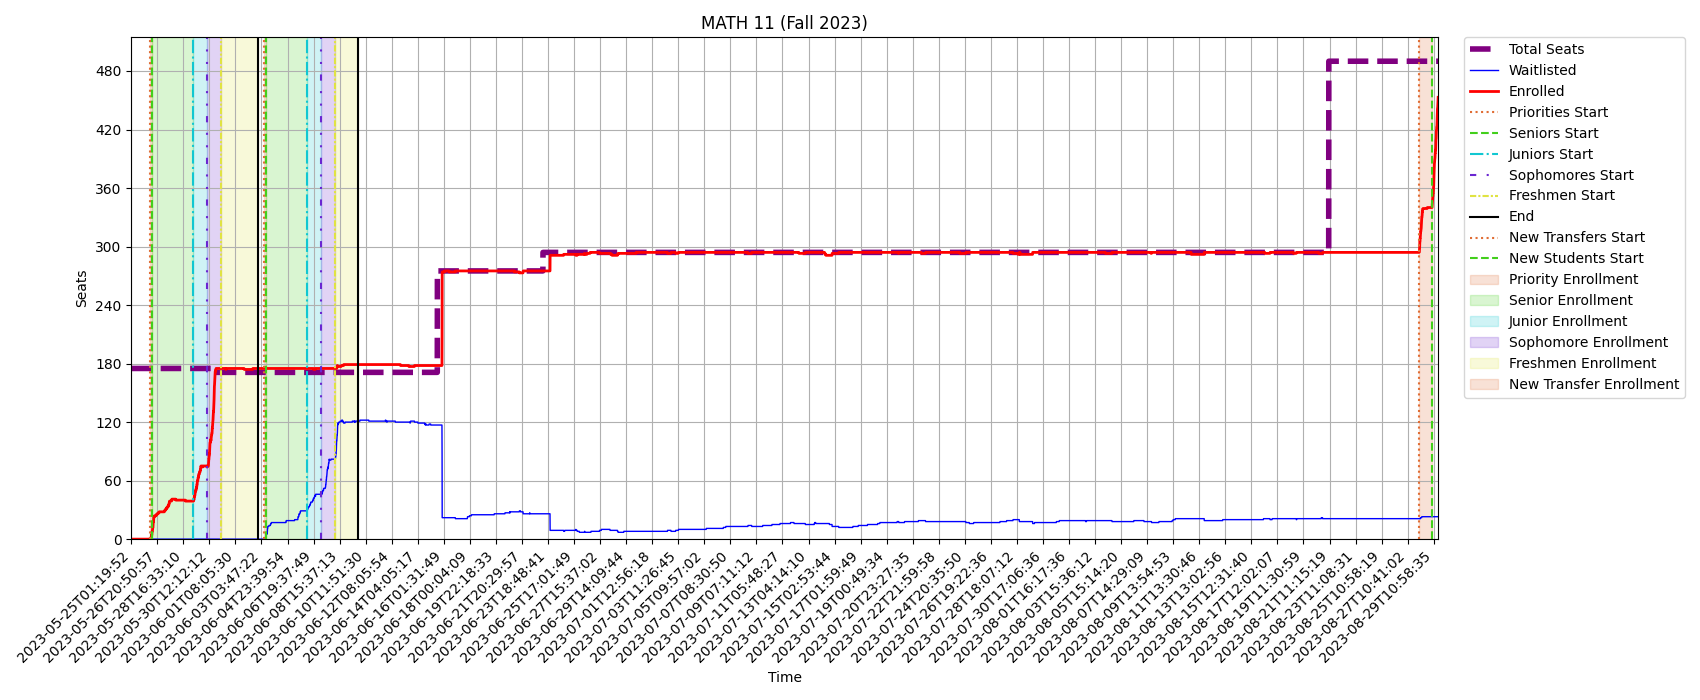 MATH 11 (Fall 2023)
Seats
480
420
360
300
240
180
120
60
0
2023-05-25T01:19:52
2023-05-26T20:50:57
2023-05-28T16:33:10
2023-05-30T12:12:12
2023-06-01T08:05:30
2023-06-03T03:47:22
2023-06-04T23:39:54
2023-06-06T19:37:49
2023-06-08T15:37:13
2023-06-10T11:51:30
2023-06-12T08:05:54
2023-06-14T04:05:17
2023-06-16T01:31:49
2023-06-18T00:04:09
2023-06-19T22:18:33
2023-06-21T20:29:57
2023-06-23T18:48:41
2023-06-25T17:01:49
2023-06-27T15:37:02
2023-06-29T14:09:44
2023-07-01T12:56:18
2023-07-03T11:26:45
2023-07-05T09:57:02
2023-07-07T08:30:50
2023-07-09T07:11:12
2023-07-11T05:48:27
2023-07-13T04:14:10
2023-07-15T02:53:44
2023-07-17T01:59:49
2023-07-19T00:49:34
2023-07-20T23:27:35
2023-07-22T21:59:58
2023-07-24T20:35:50
2023-07-26T19:22:36
2023-07-28T18:07:12
2023-07-30T17:06:36
2023-08-01T16:17:36
2023-08-03T15:36:12
2023-08-05T15:14:20
2023-08-07T14:29:09
2023-08-09T13:54:53
2023-08-11T13:30:46
2023-08-13T13:02:56
2023-08-15T12:31:40
2023-08-17T12:02:07
2023-08-19T11:30:59
2023-08-21T11:15:19
2023-08-23T11:08:31
2023-08-25T10:58:19
2023-08-27T10:41:02
2023-08-29T10:58:35
Time
Total Seats
Waitlisted
Enrolled
Priorities Start
Seniors Start
Juniors Start
Sophomores Start
Freshmen Start
End
New Transfers Start
New Students Start
Priority Enrollment
Senior Enrollment
Junior Enrollment
Sophomore Enrollment
Freshmen Enrollment
New Transfer Enrollment